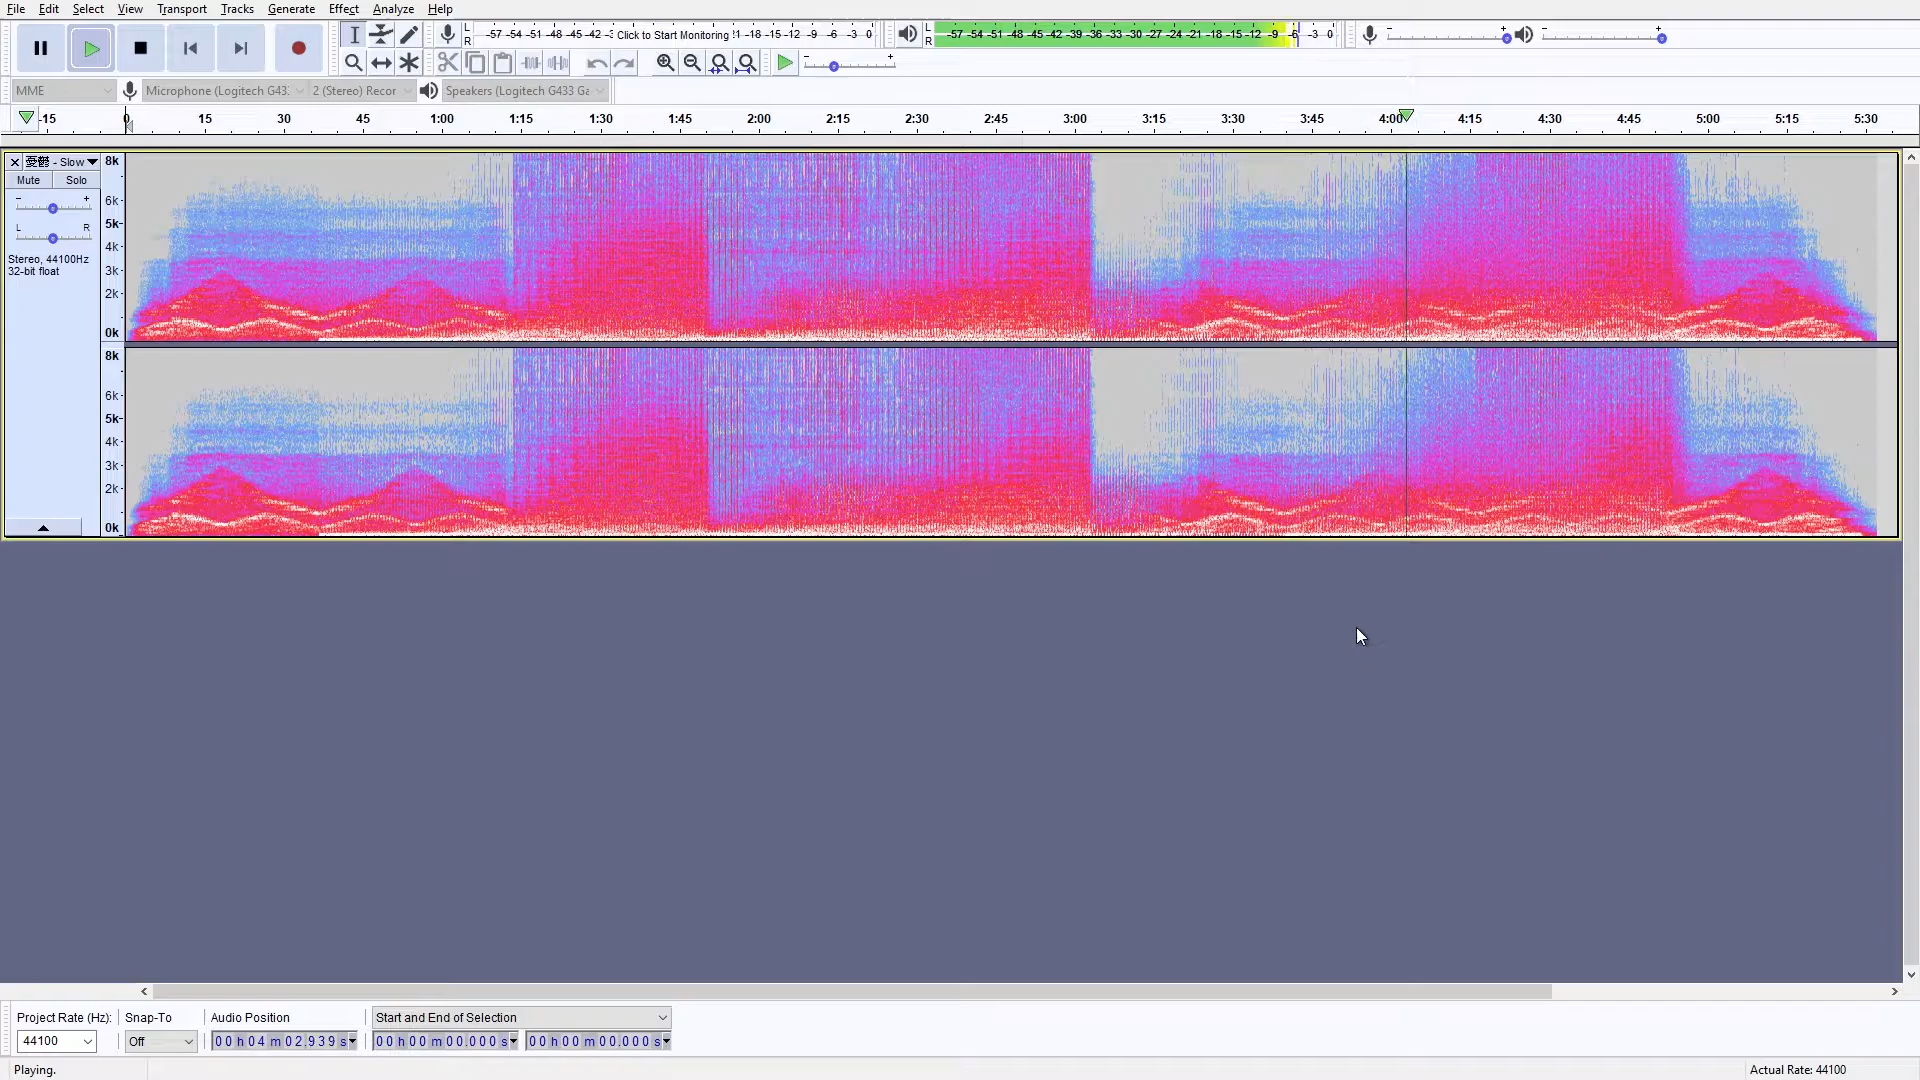 File Edit Select View Transport Tracks Generate Effect Analyze Help
L
R
-57 -54 -51 -48 -45 -42 -3 Click to Start Monitoring !1 -18 -15 -12 -9 -6 -3 0
L
R
-57 -54 -51 -48 -45 -42 -39 -36 -33 -30 -27 -24 -21 -18 -15 -12 -9 -6 -3 0
MME
Microphone (Logitech G43:
2 (Stereo) Recor
Speakers (Logitech G433 Ga
-15 0 15 30 45 1:00 1:15 1:30 1:45 2:00 2:15 2:30 2:45 3:00 3:15 3:30 3:45 4:00 4:15 4:30 4:45 5:00 5:15 5:30
憂鬱 - Slow
Mute Solo
- +
L R
Stereo, 44100Hz
32-bit float
8k
6k
5k
4k
3k
2k
0k
8k
6k
5k
4k
3k
2k
0k
Project Rate (Hz): Snap-To Audio Position Start and End of Selection
44100 Off 00 h 04 m 02.939 s 00 h 00 m 00.000 s 00 h 00 m 00.000 s
Playing. Actual Rate: 44100